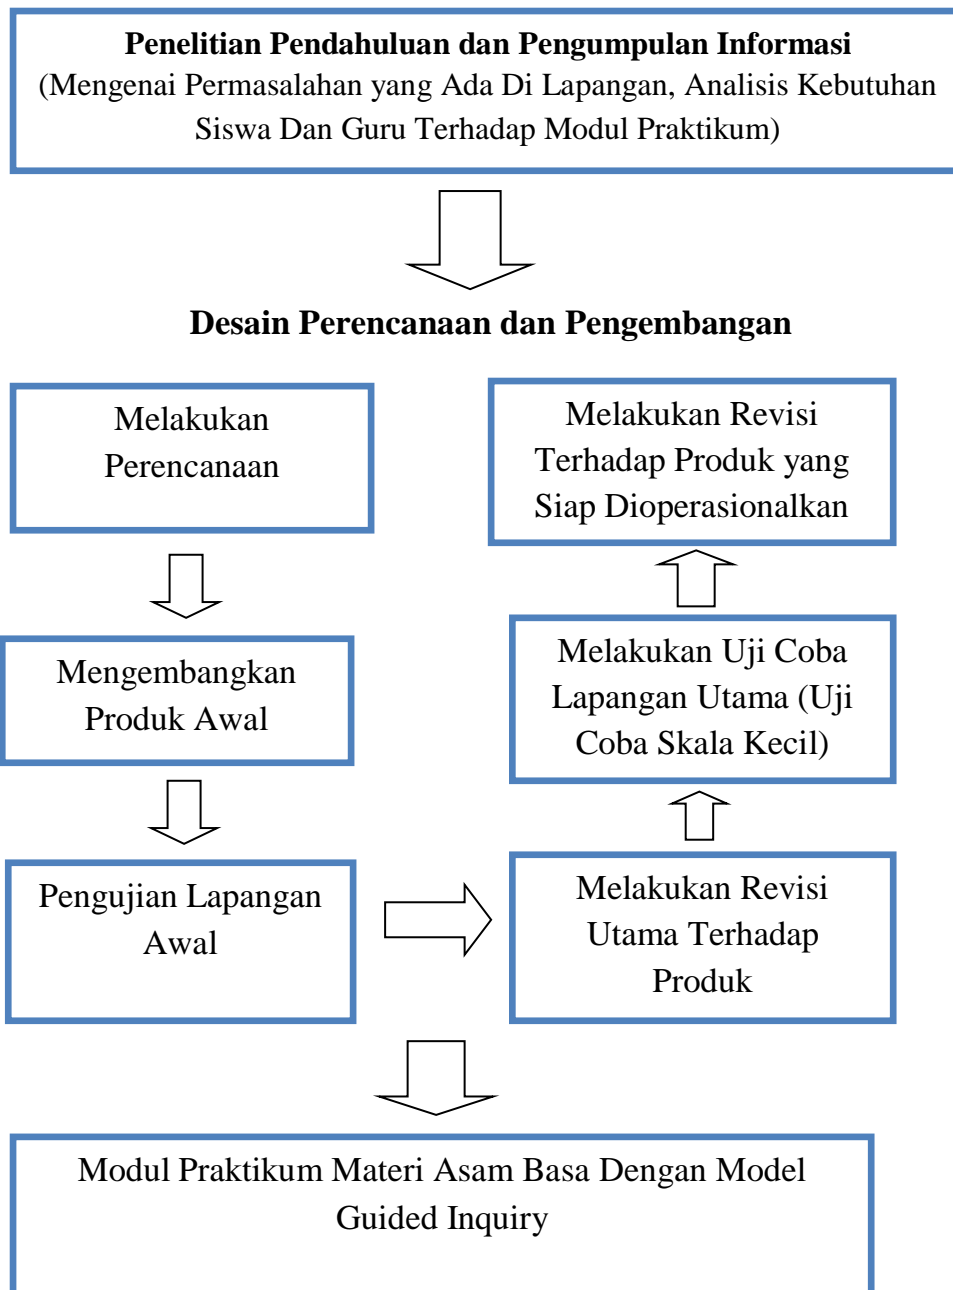 Penelitian Pendahuluan dan Pengumpulan Informasi
(Mengenai Permasalahan yang Ada Di Lapangan, Analisis Kebutuhan
Siswa Dan Guru Terhadap Modul Praktikum)
Desain Perencanaan dan Pengembangan
Melakukan
Perencanaan
Mengembangkan
Produk Awal
Pengujian Lapangan
Awal
Melakukan Revisi
Utama Terhadap
Produk
Melakukan Uji Coba
Lapangan Utama (Uji
Coba Skala Kecil)
Melakukan Revisi
Terhadap Produk yang
Siap Dioperasionalkan
Modul Praktikum Materi Asam Basa Dengan Model
Guided Inquiry